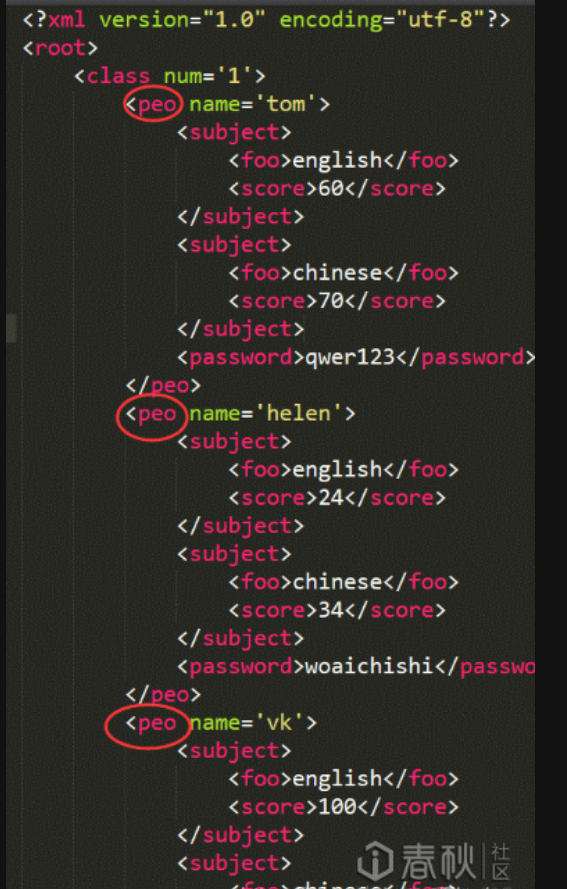 <?xml version="1.0" encoding="utf-8"?>
<root>
    <class num='1'>
        <peo name='tom'>
            <subject>
                <foo>english</foo>
                <score>60</score>
            </subject>
            <subject>
                <foo>chinese</foo>
                <score>70</score>
            </subject>
            <password>qwer123</password>
        </peo>
        <peo name='helen'>
            <subject>
                <foo>english</foo>
                <score>24</score>
            </subject>
            <subject>
                <foo>chinese</foo>
                <score>34</score>
            </subject>
            <password>woaichishi</passwo
        </peo>
        <peo name='vk'>
            <subject>
                <foo>english</foo>
                <score>100</score>
            </subject>
            <subject>
春秋 社区